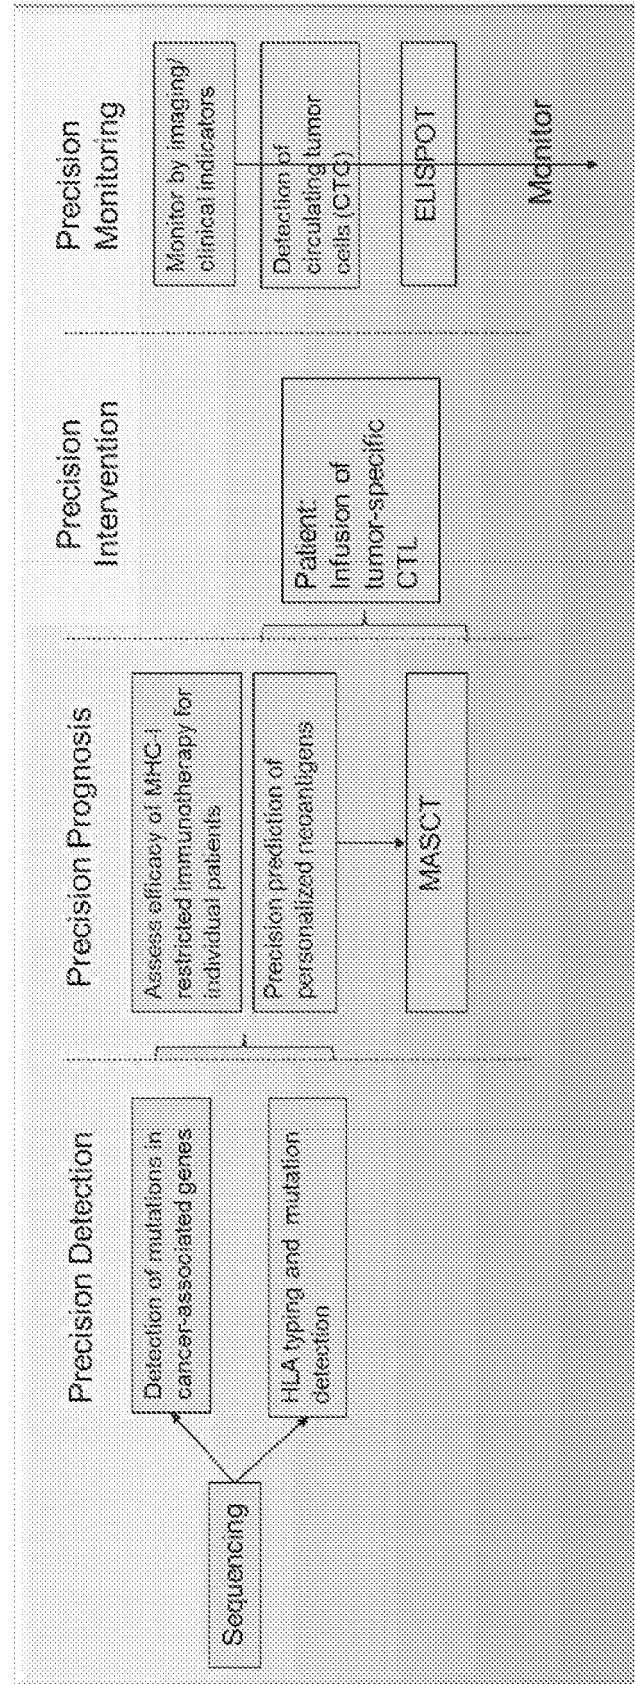 Precision Detection
Sequencing
Detection of mutations in
cancer-associated genes
HLA typing and mutation
detection
Precision Prognosis
Assess efficacy of MHC-I
restricted immunotherapy for
individual patients
Precision prediction of
personalized neoantigens
MASCT
Precision
Intervention
Patient:
Infusion of
tumor-specific
CTL
Precision
Monitoring
Monitor by imaging/
clinical indicators
Detection of
circulating tumor
cells (CTC)
ELISPOT
Monitor